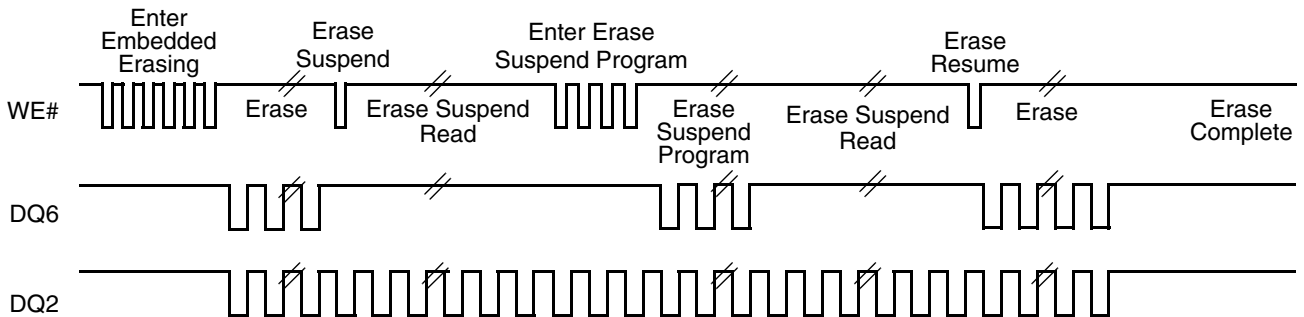 Enter
Embedded
Erasing
Erase
Suspend
Enter Erase
Suspend Program
Erase
Resume
WE#
Erase
Erase Suspend
Read
Erase
Suspend
Program
Erase Suspend
Read
Erase
Erase
Complete
DQ6
DQ2